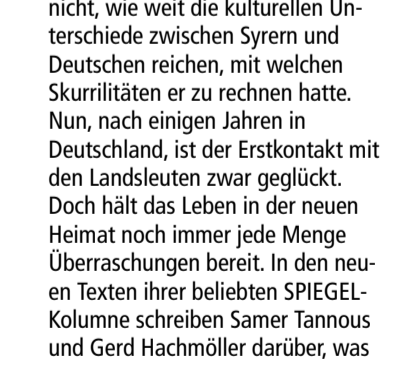 nicht, wie weit die kulturellen Un-
terschiede zwischen Syrern und
Deutschen reichen, mit welchen
Skurrilitäten er zu rechnen hatte.
Nun, nach einigen Jahren in
Deutschland, ist der Erstkontakt mit
den Landsleuten zwar geglückt.
Doch hält das Leben in der neuen
Heimat noch immer jede Menge
Überraschungen bereit. In den neu-
en Texten ihrer beliebten SPIEGEL-
Kolumne schreiben Samer Tannous
und Gerd Hachmöller darüber, was